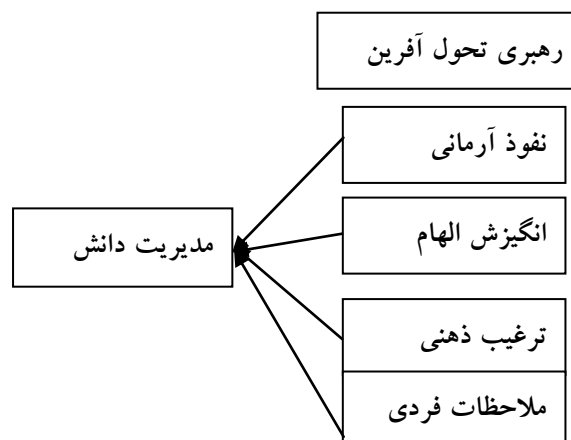 رهبری تحول آفرین
نفوذ آرمانی
انگیزش الهام
مدیریت دانش
ترغیب ذهنی
ملاحظات فردی